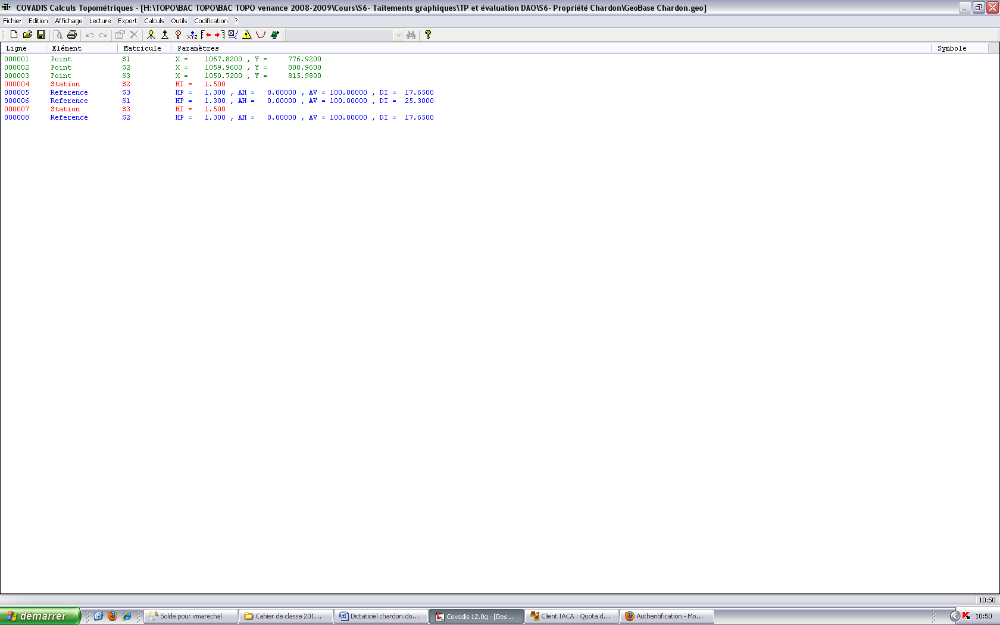 COVADIS Calculs Topométriques - [H:\TOPO\BAC TOPO\BAC TOPO venance 2008-2009\Cours\S6- Taitements graphiques\TP et évaluation DAO\S6- Propriété Chardon\GeoBase Chardon.geo]
Fichier Edition Affichage Lecture Export Calculs Outils Codification ?
Ligne Elément Matricule Paramètres Symbole
000001 Point S1 X = 1067.8200 , Y = 776.9200
000002 Point S2 X = 1059.9600 , Y = 800.9600
000003 Point S3 X = 1050.7200 , Y = 815.9800
000004 Station S2 HI = 1.500
000005 Reference S3 HP = 1.300 , AH = 0.00000 , AV = 100.00000 , DI = 17.6500
000006 Reference S1 HP = 1.300 , AH = 0.00000 , AV = 100.00000 , DI = 25.3000
000007 Station S3 HI = 1.500
000008 Reference S2 HP = 1.300 , AH = 0.00000 , AV = 100.00000 , DI = 17.6500
10:50
démarrer Solde pour vmarechal Cahier de classe 201... Dictaticiel chardon.do... Covadis 12.0g - [Des... Client IACA : Quota d... Authentification - Mo... 10:50